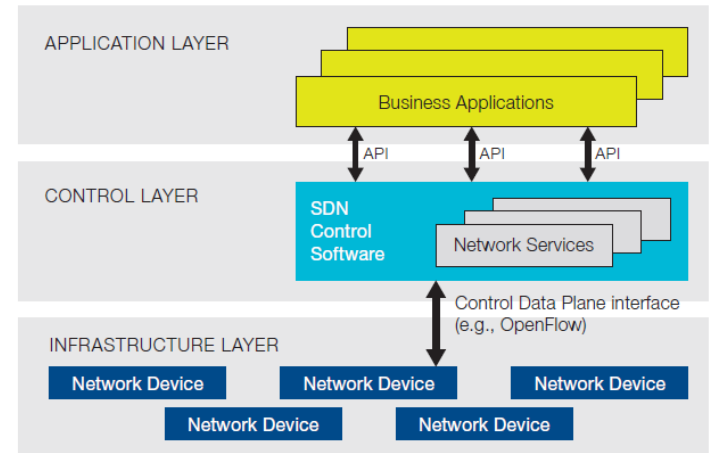 APPLICATION LAYER
Business Applications
API
API
API
CONTROL LAYER
SDN
Control
Software
Network Services
Control Data Plane interface
(e.g., OpenFlow)
INFRASTRUCTURE LAYER
Network Device
Network Device
Network Device
Network Device
Network Device